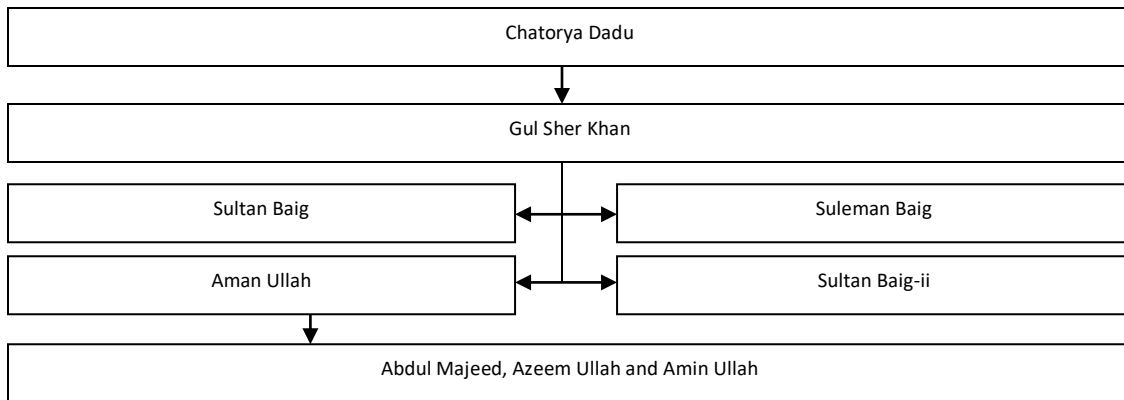 Chatorya Dadu
Gul Sher Khan
Sultan Baig
Suleman Baig
Aman Ullah
Sultan Baig-ii
Abdul Majeed, Azeem Ullah and Amin Ullah